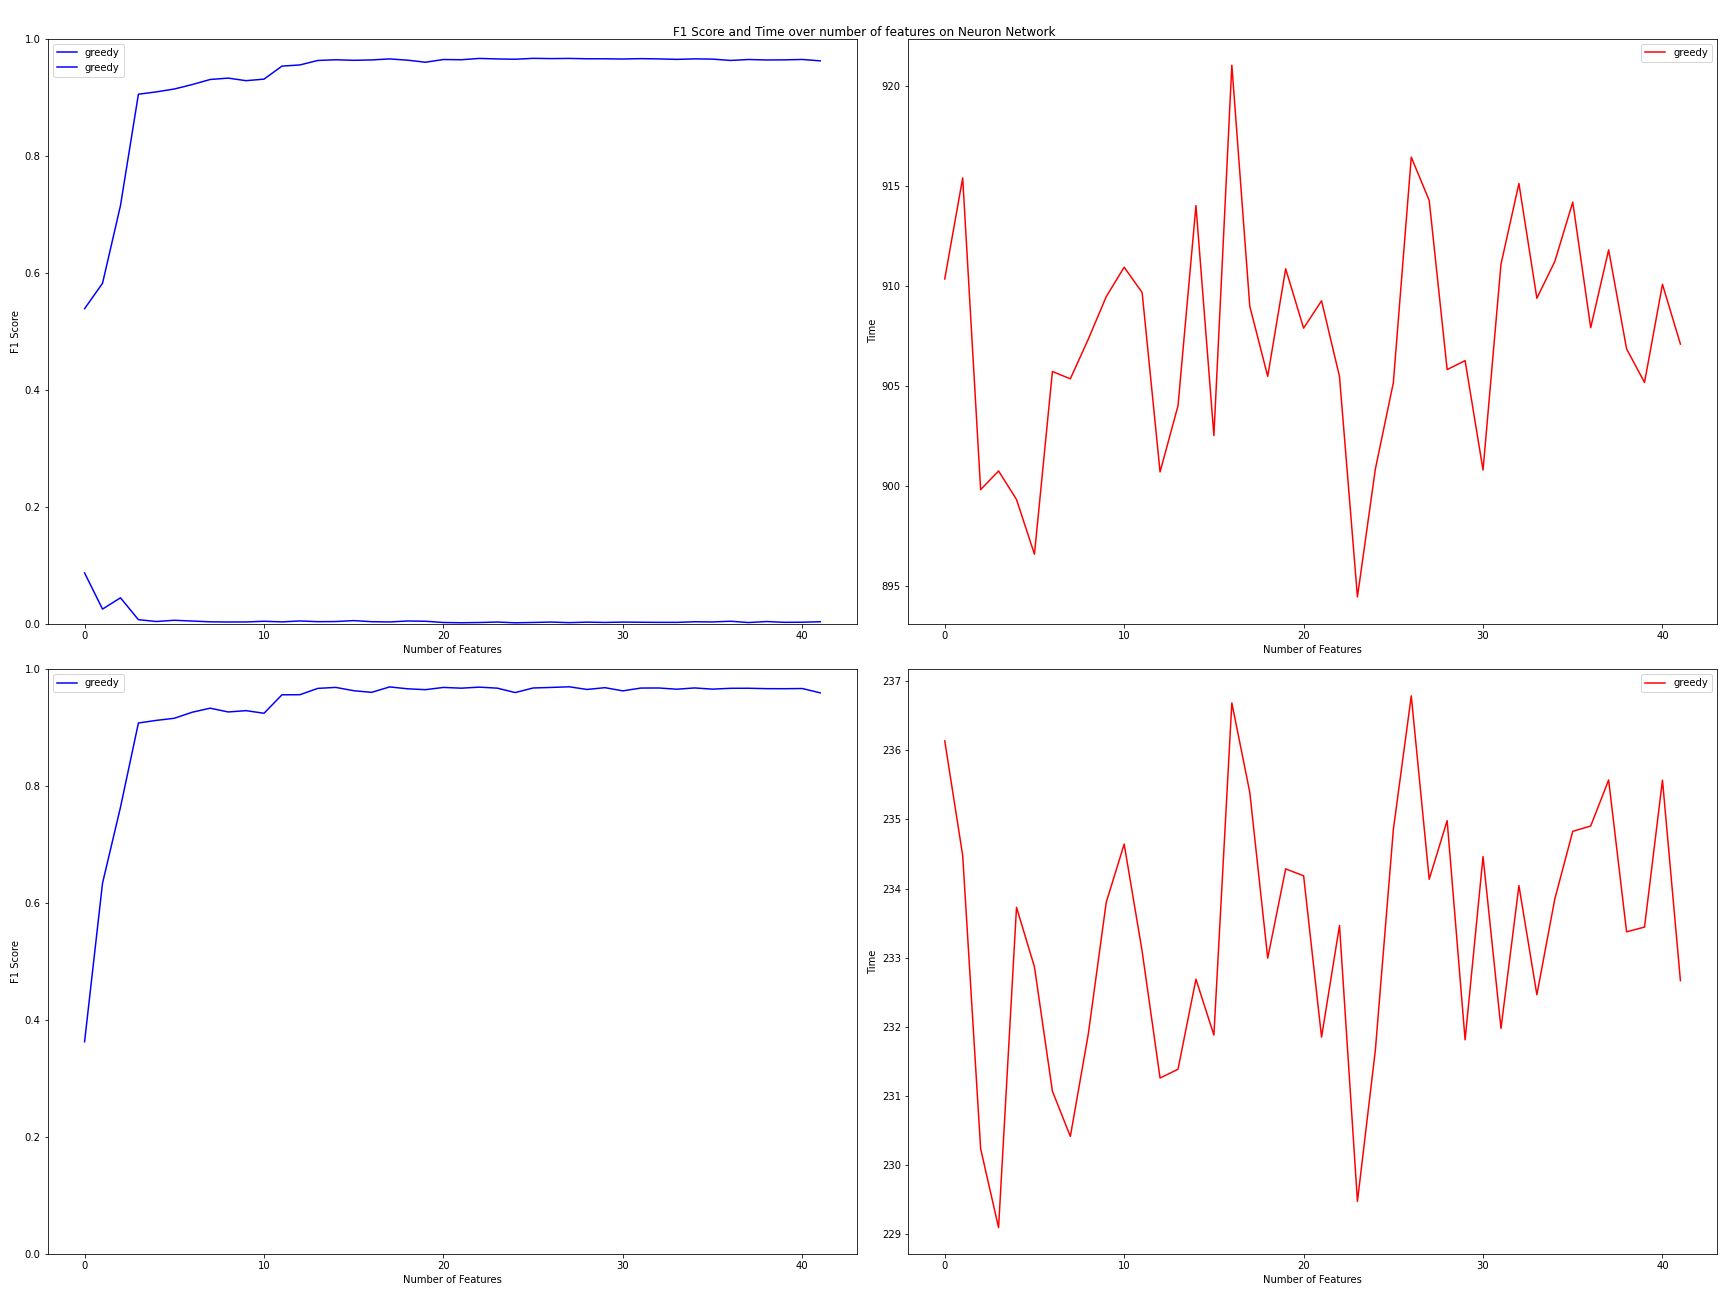 F1 Score and Time over number of features on Neuron Network
greedy
greedy
1.0
0.8
0.6
0.4
0.2
0.0
F1 Score
0 10 20 30 40
Number of Features
greedy
920
915
910
905
900
895
Time
0 10 20 30 40
Number of Features
greedy
1.0
0.8
0.6
0.4
0.2
0.0
F1 Score
0 10 20 30 40
Number of Features
greedy
237
236
235
234
233
232
231
230
229
Time
0 10 20 30 40
Number of Features